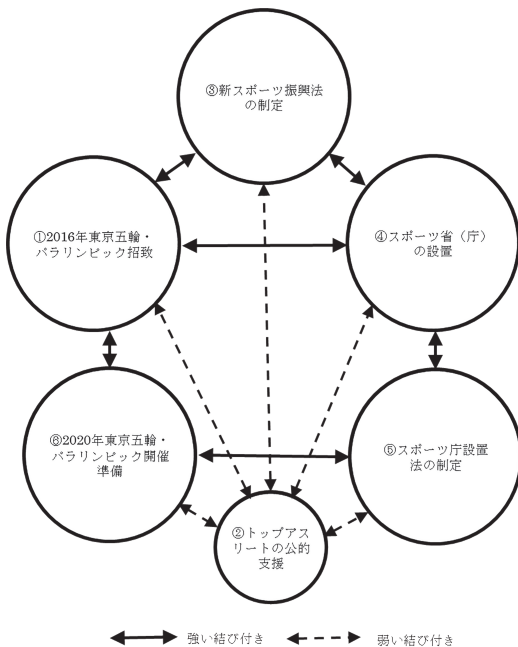 ③新スポーツ振興法
の制定
①2016年東京五輪・
パラリンピック招致
④スポーツ省（庁）
の設置
⑥2020年東京五輪・
パラリンピック開催
準備
⑤スポーツ庁設置
法の制定
②トップアス
リートの公的
支援
強い結び付き
弱い結び付き